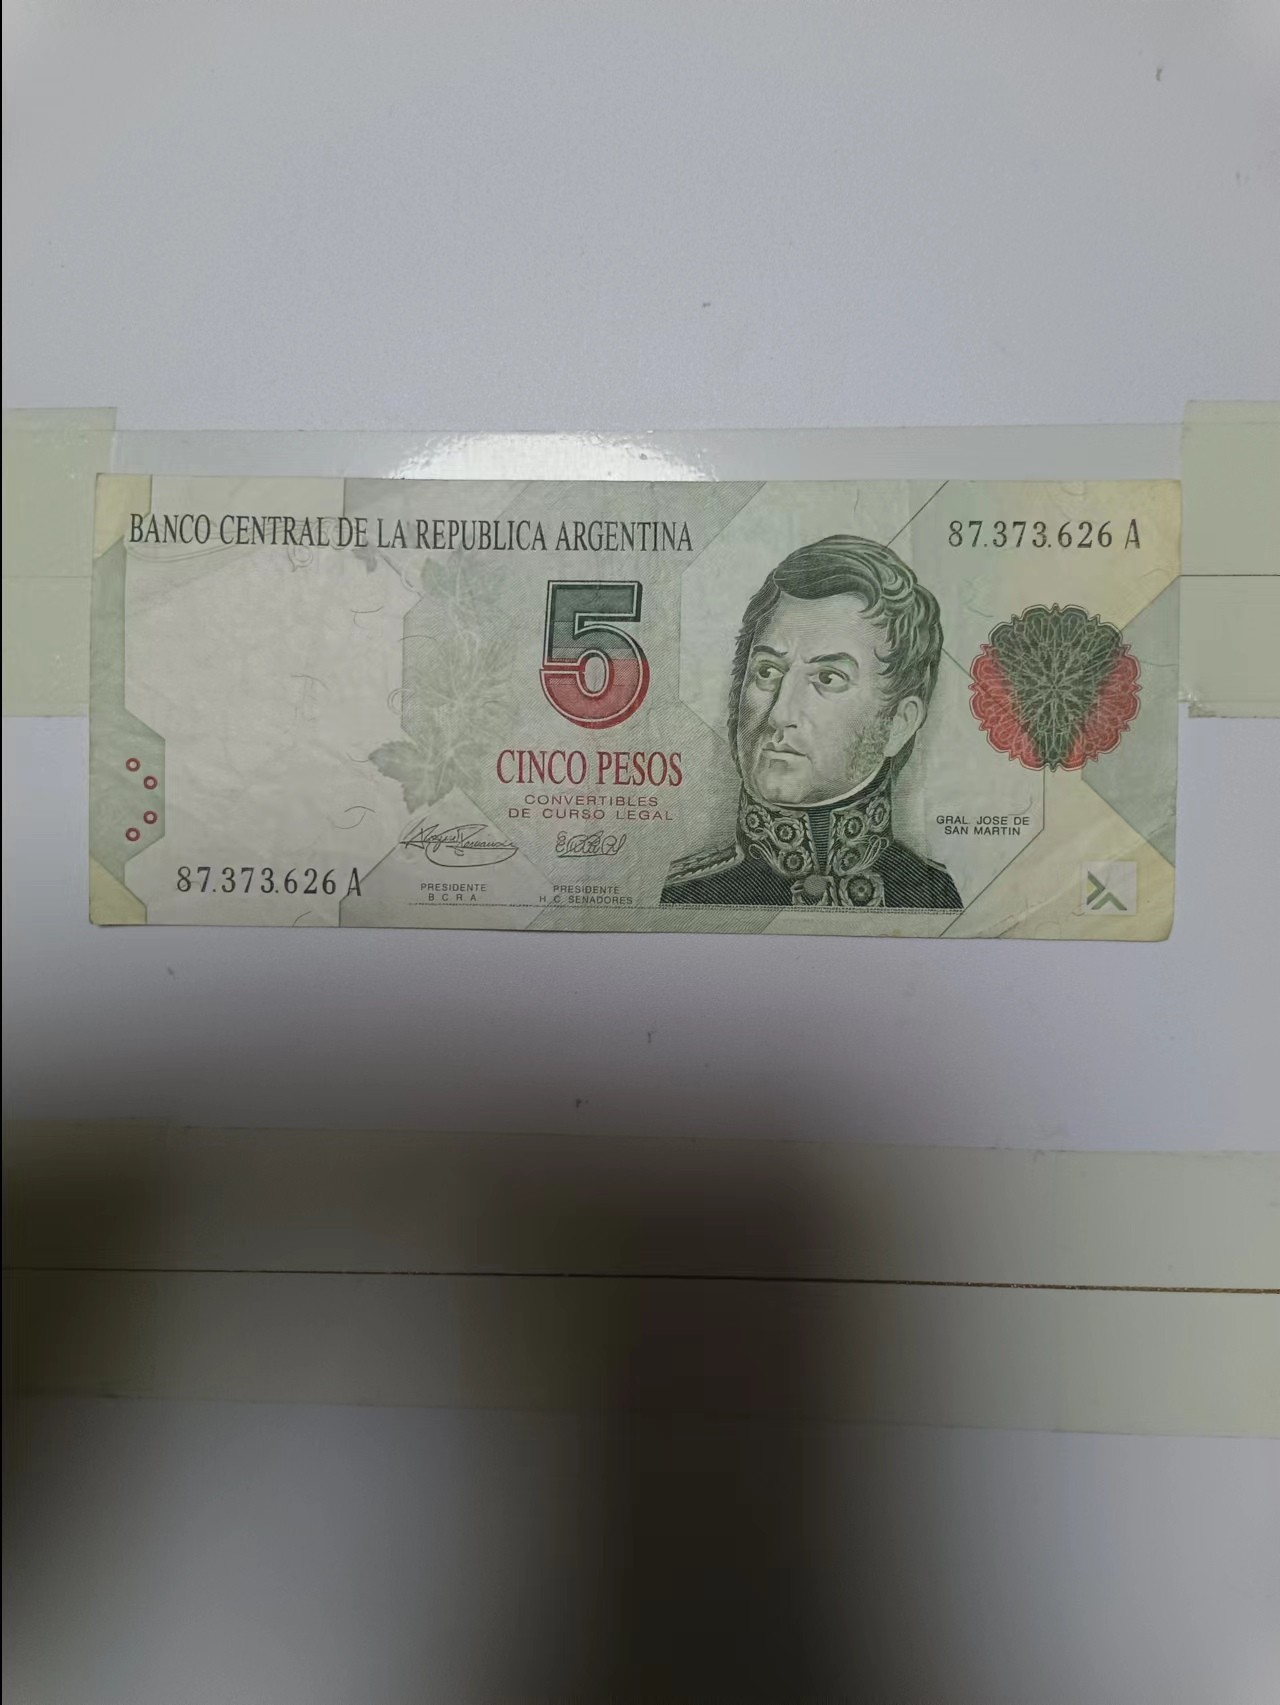 BANCO CENTRAL DE LA REPUBLICA ARGENTINA
87.373.626 A
5
CINCO PESOS
CONVERTIBLES
DE CURSO LEGAL
GRAL. JOSE DE
SAN MARTIN
87.373.626 A
PRESIDENTE
B C R A
PRESIDENTE
H. C. SENADORES